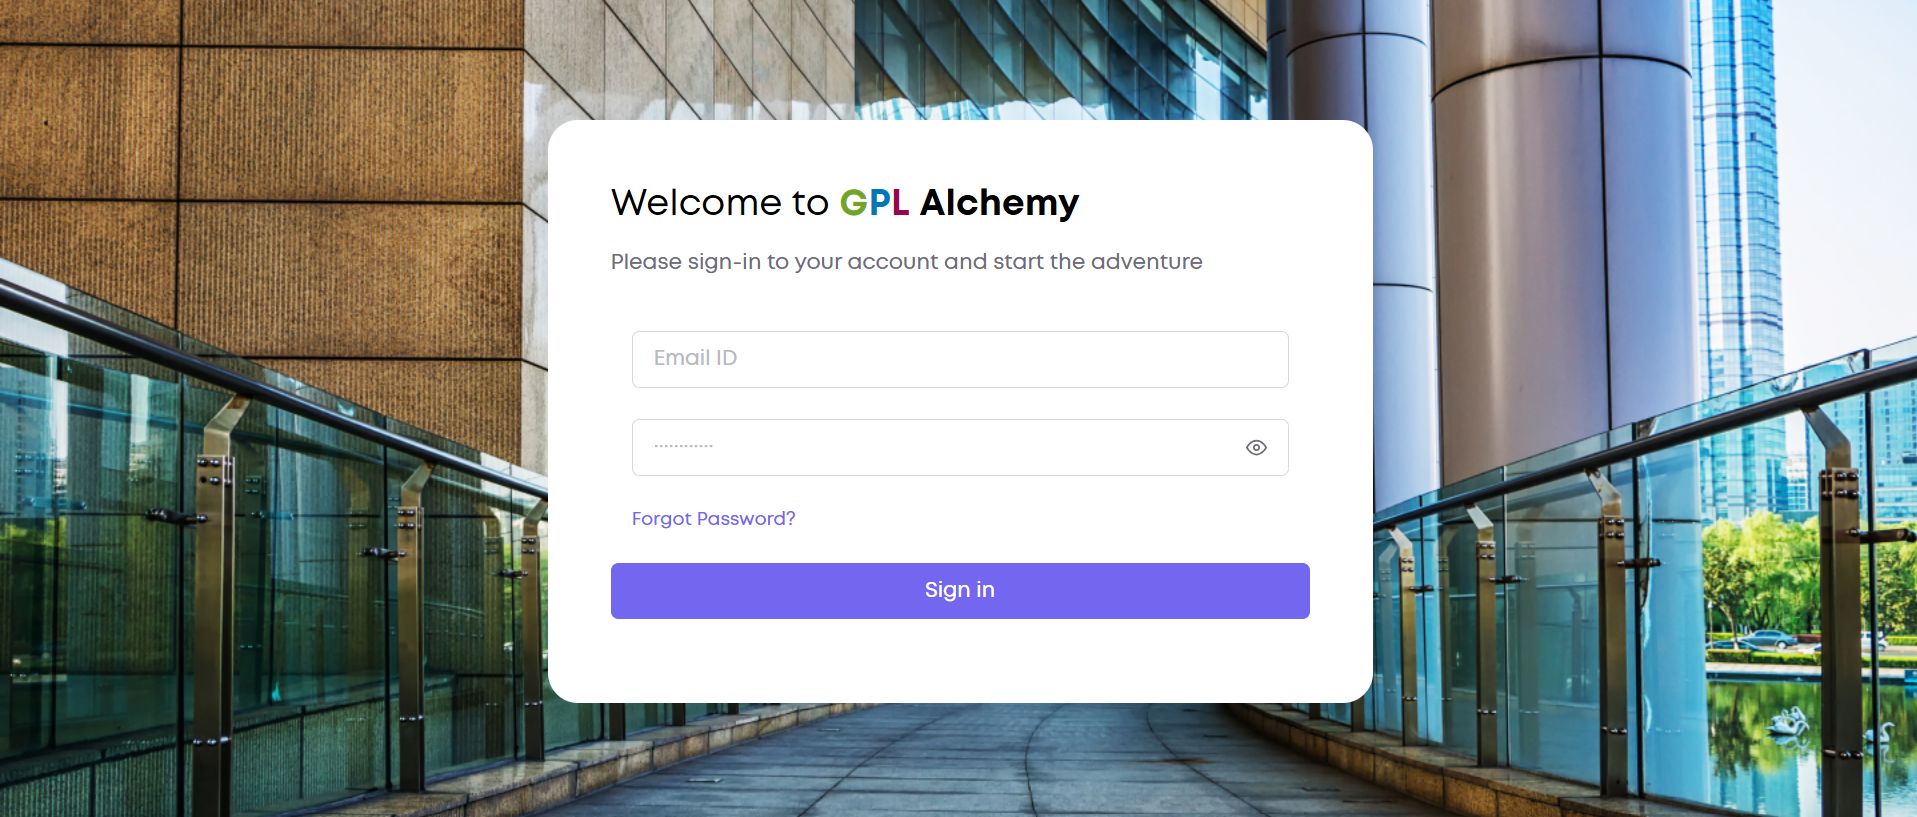 Welcome to GPL Alchemy
Please sign-in to your account and start the adventure
Email ID
············
Forgot Password?
Sign in